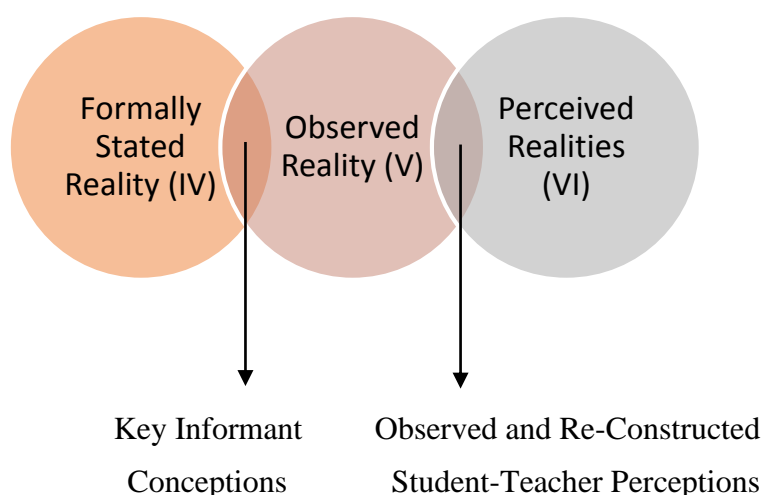 Formally
Stated
Reality (IV)
Observed
Reality (V)
Perceived
Realities
(VI)
Key Informant
Conceptions
Observed and Re-Constructed
Student-Teacher Perceptions